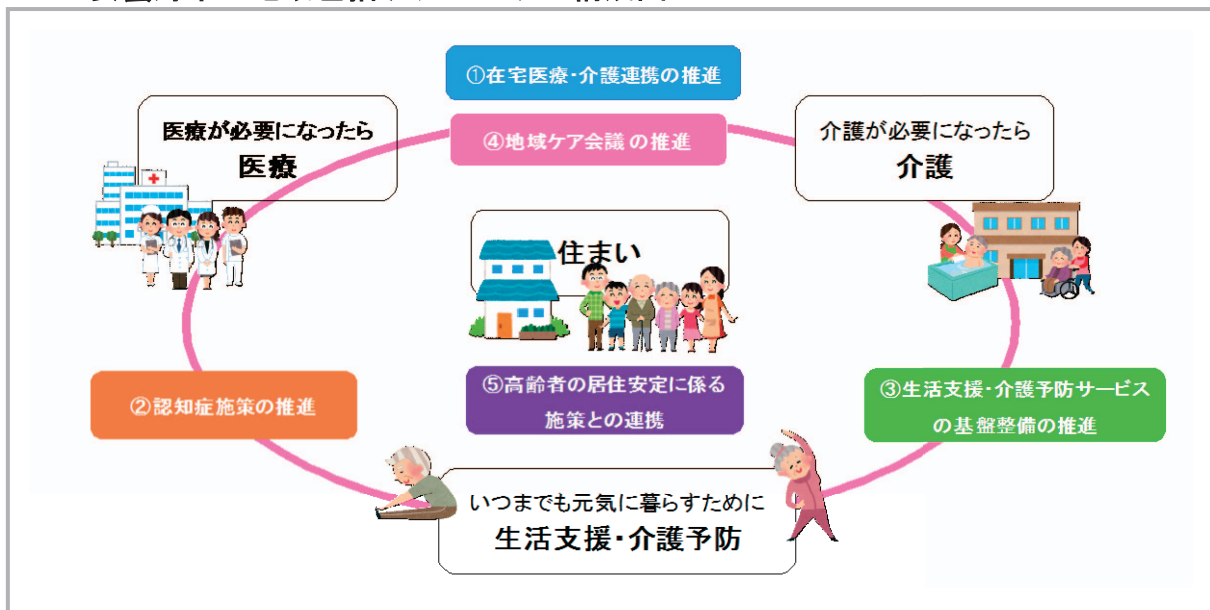 ①在宅医療・介護連携の推進
医療が必要になったら
医療
④地域ケア会議の推進
介護が必要になったら
介護
住まい
②認知症施策の推進
⑤高齢者の居住安定に係る
施策との連携
③生活支援・介護予防サービス
の基盤整備の推進
いつまでも元気に暮らすために
生活支援・介護予防